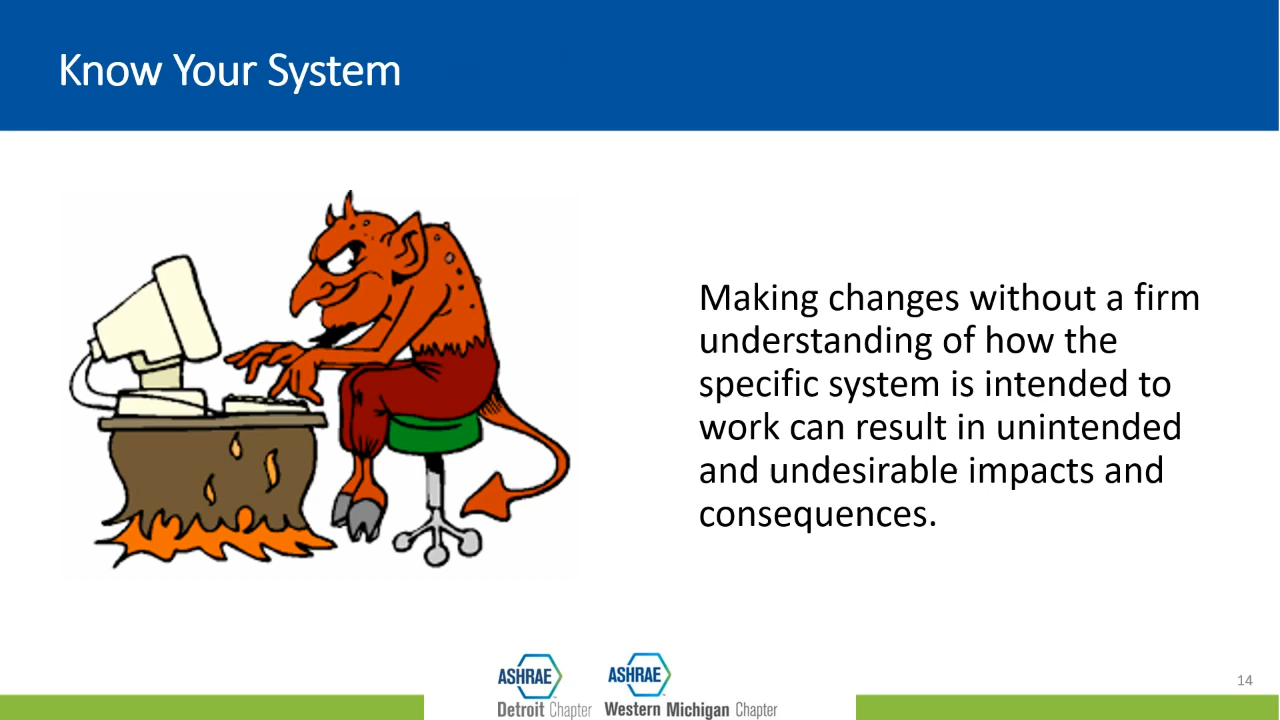 Know Your System
Making changes without a firm
understanding of how the
specific system is intended to
work can result in unintended
and undesirable impacts and
consequences.
ASHRAE
Detroit Chapter
ASHRAE
Western Michigan Chapter
14